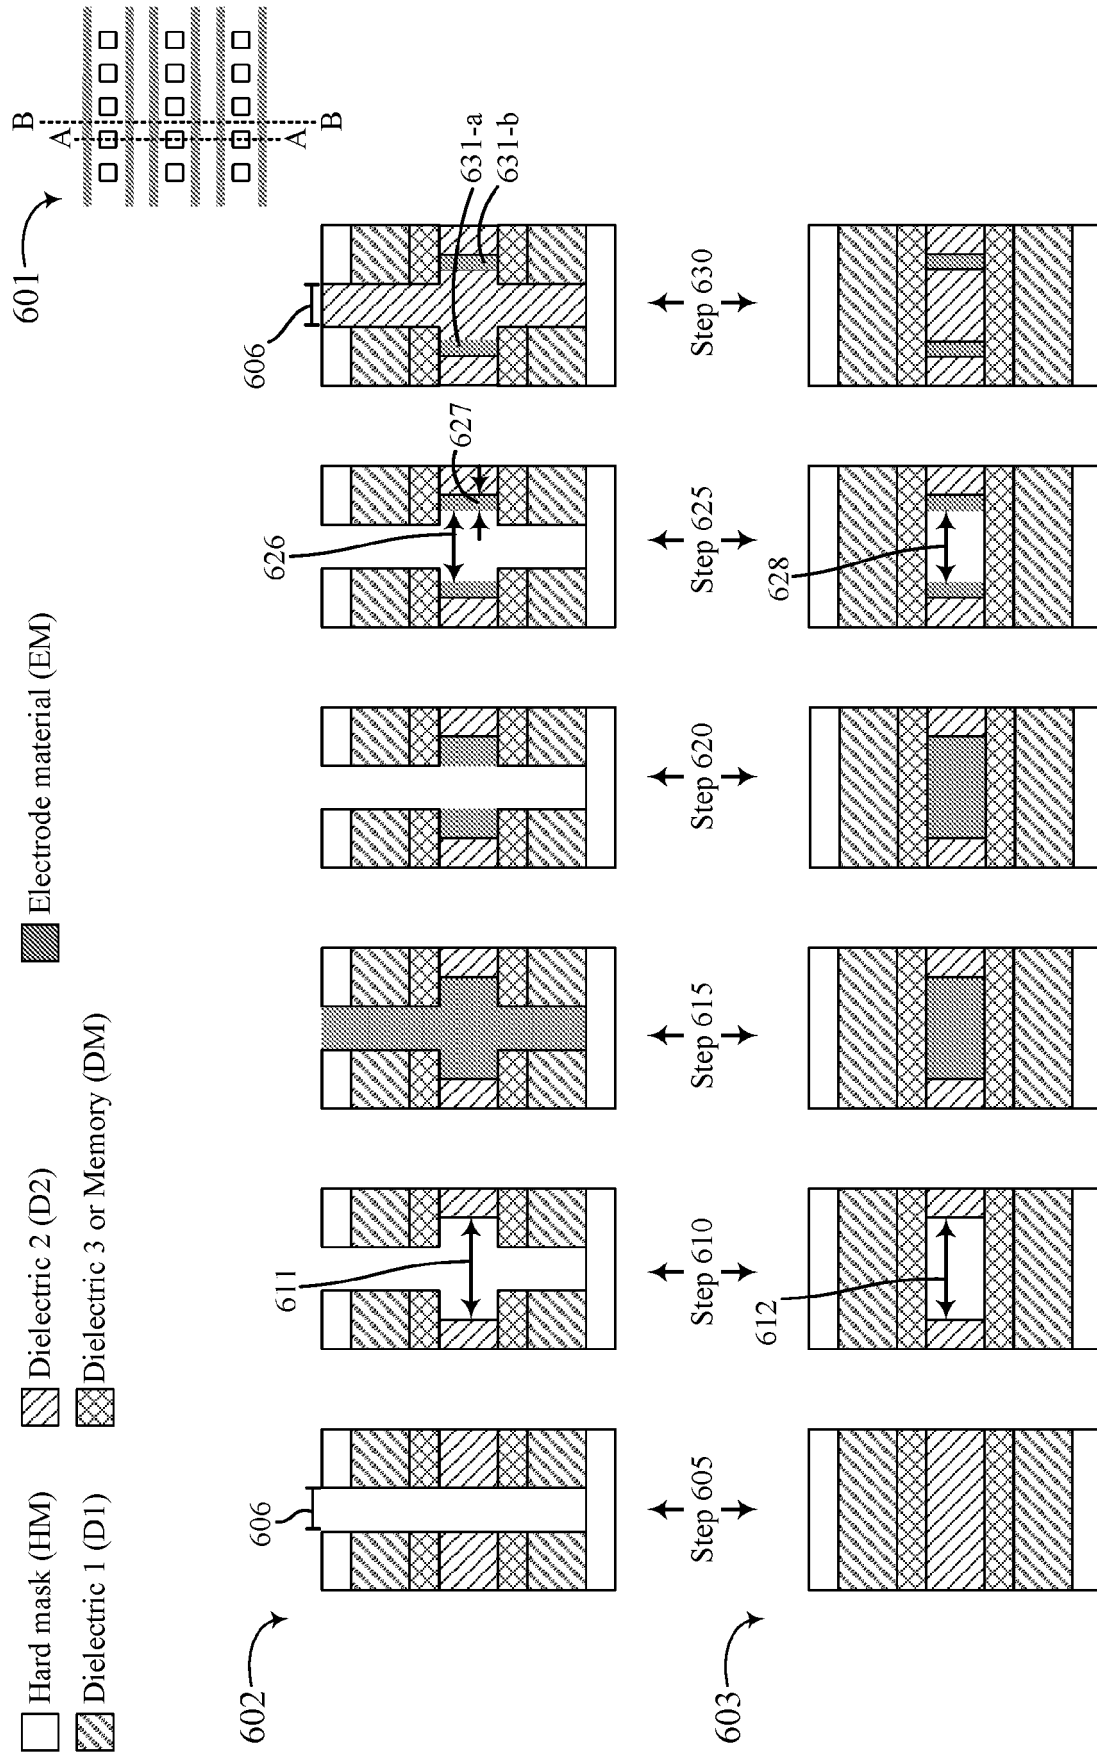 Hard mask (HM)
Dielectric 2 (D2)
Electrode material (EM)
Dielectric 1 (D1)
Dielectric 3 or Memory (DM)
601
B
A
A
B
602
606
611
626
627
606
631-a
631-b
Step 605
Step 610
Step 615
Step 620
Step 625
Step 630
603
612
628